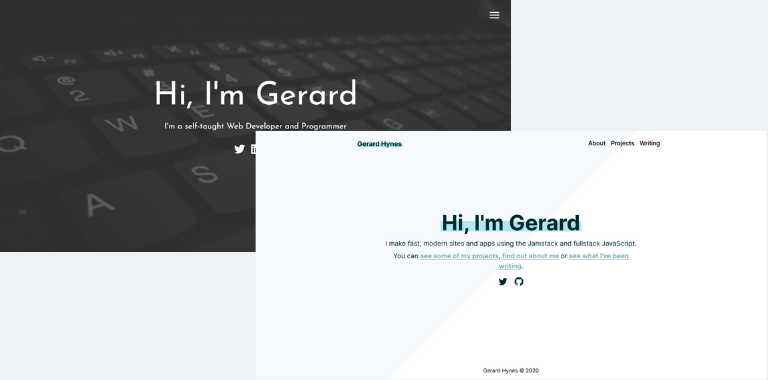 Hi, I'm Gerard
I'm a self-taught Web Developer and Programmer
Gerard Hynes
About Projects Writing
Hi, I'm Gerard
I make fast, modern sites and apps using the Jamstack and fullstack JavaScript.
You can see some of my projects, find out about me or see what I've been
writing.
Gerard Hynes © 2020
@
2
Q
W
A
S